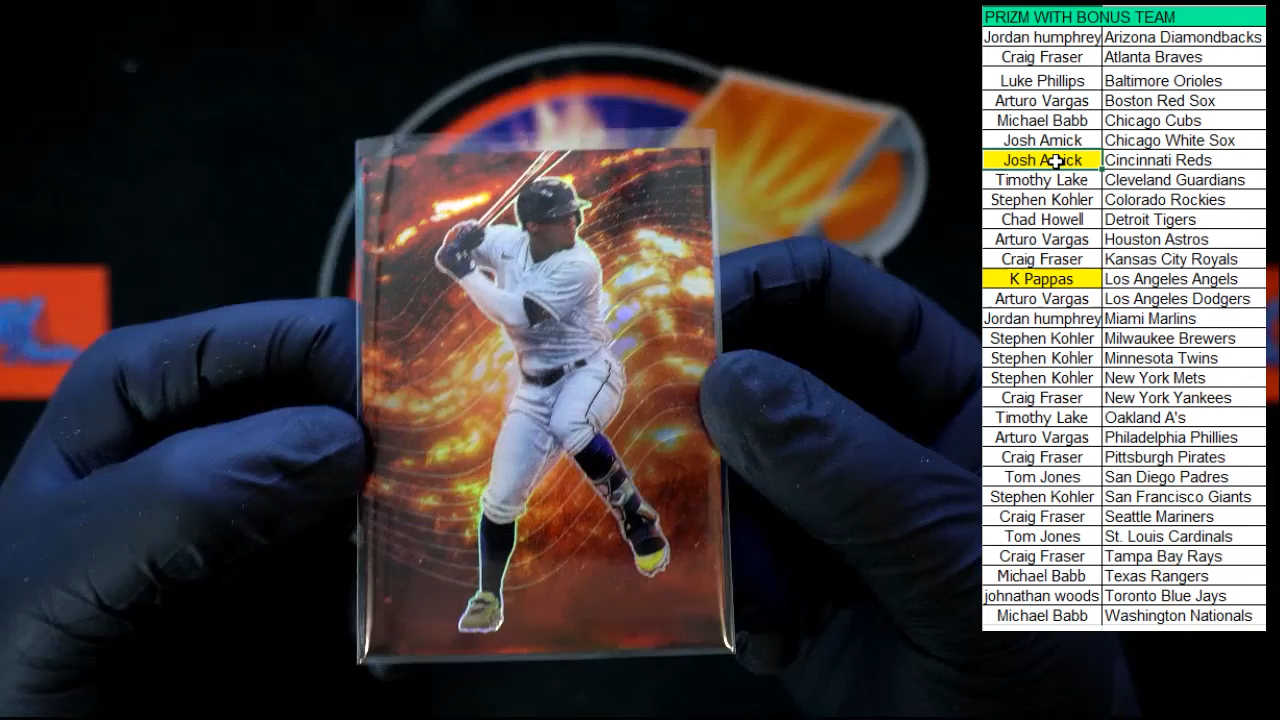 PRIZM WITH BONUS TEAM
Jordan humphrey Arizona Diamondbacks
Craig Fraser Atlanta Braves
Luke Phillips Baltimore Orioles
Arturo Vargas Boston Red Sox
Michael Babb Chicago Cubs
Josh Amick Chicago White Sox
Josh Amick Cincinnati Reds
Timothy Lake Cleveland Guardians
Stephen Kohler Colorado Rockies
Chad Howell Detroit Tigers
Arturo Vargas Houston Astros
Craig Fraser Kansas City Royals
K Pappas Los Angeles Angels
Arturo Vargas Los Angeles Dodgers
Jordan humphrey Miami Marlins
Stephen Kohler Milwaukee Brewers
Stephen Kohler Minnesota Twins
Stephen Kohler New York Mets
Craig Fraser New York Yankees
Timothy Lake Oakland A's
Arturo Vargas Philadelphia Phillies
Craig Fraser Pittsburgh Pirates
Tom Jones San Diego Padres
Stephen Kohler San Francisco Giants
Craig Fraser Seattle Mariners
Tom Jones St. Louis Cardinals
Craig Fraser Tampa Bay Rays
Michael Babb Texas Rangers
johnathan woods Toronto Blue Jays
Michael Babb Washington Nationals